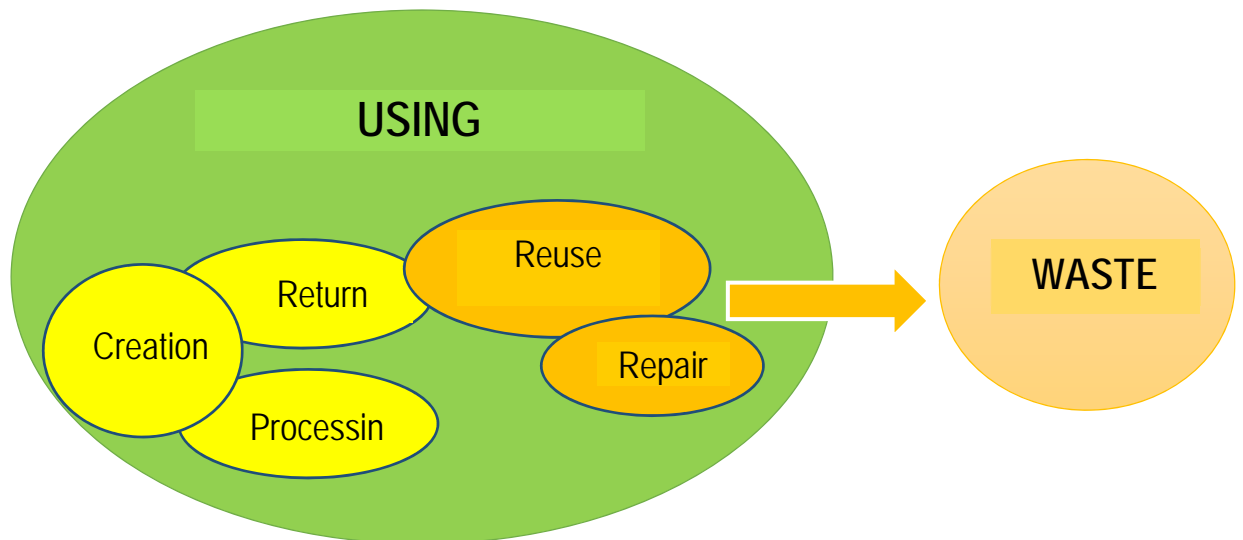 USING
Reuse
WASTE
Return
Creation
Repair
Processin